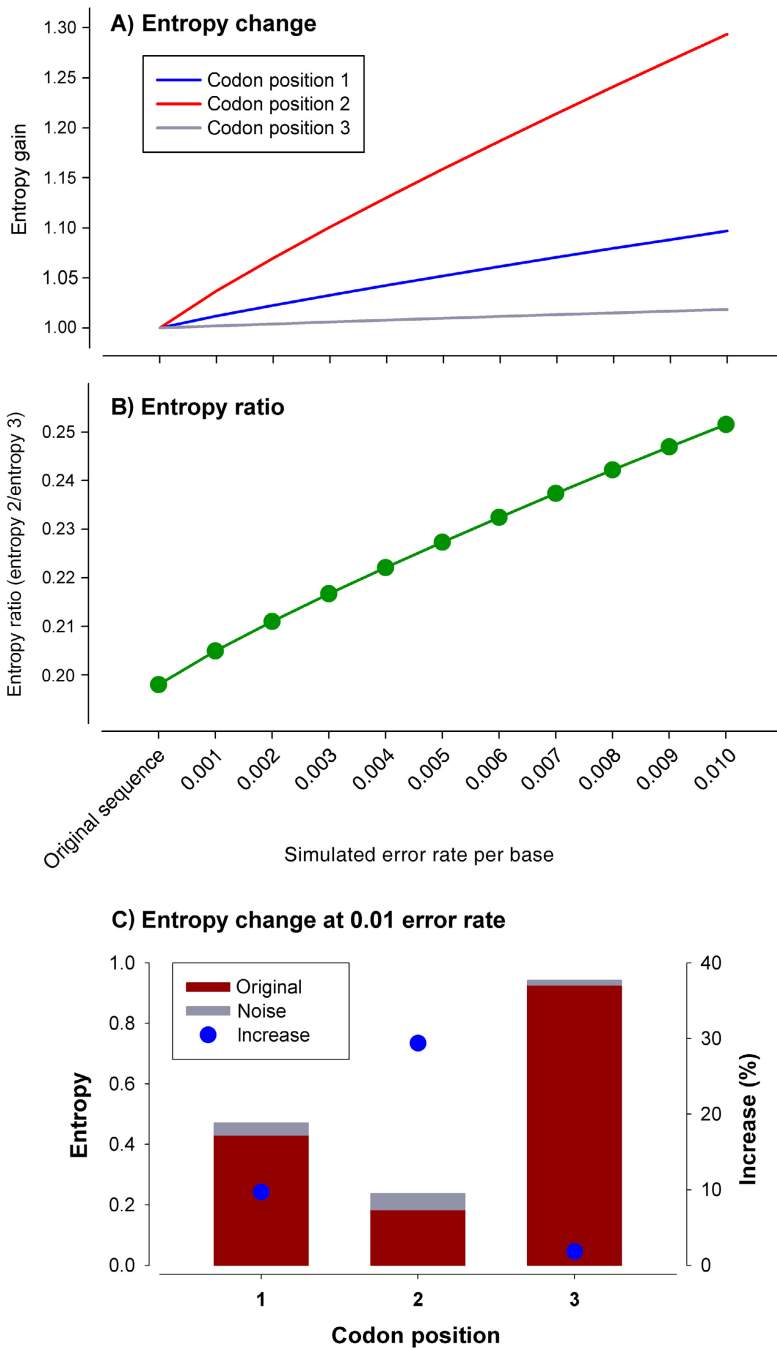 A) Entropy change
1.30
1.25
1.20
1.15
1.10
1.05
1.00
Entropy gain
Codon position 1
Codon position 2
Codon position 3
B) Entropy ratio
0.25
0.24
0.23
0.22
0.21
0.20
Entropy ratio (entropy 2/entropy 3)
Original sequence
0.001
0.002
0.003
0.004
0.005
0.006
0.007
0.008
0.009
0.010
Simulated error rate per base
C) Entropy change at 0.01 error rate
1.0
0.8
0.6
0.4
0.2
0.0
Entropy
Original
Noise
Increase
40
30
20
10
0
Increase (%)
1
2
3
Codon position